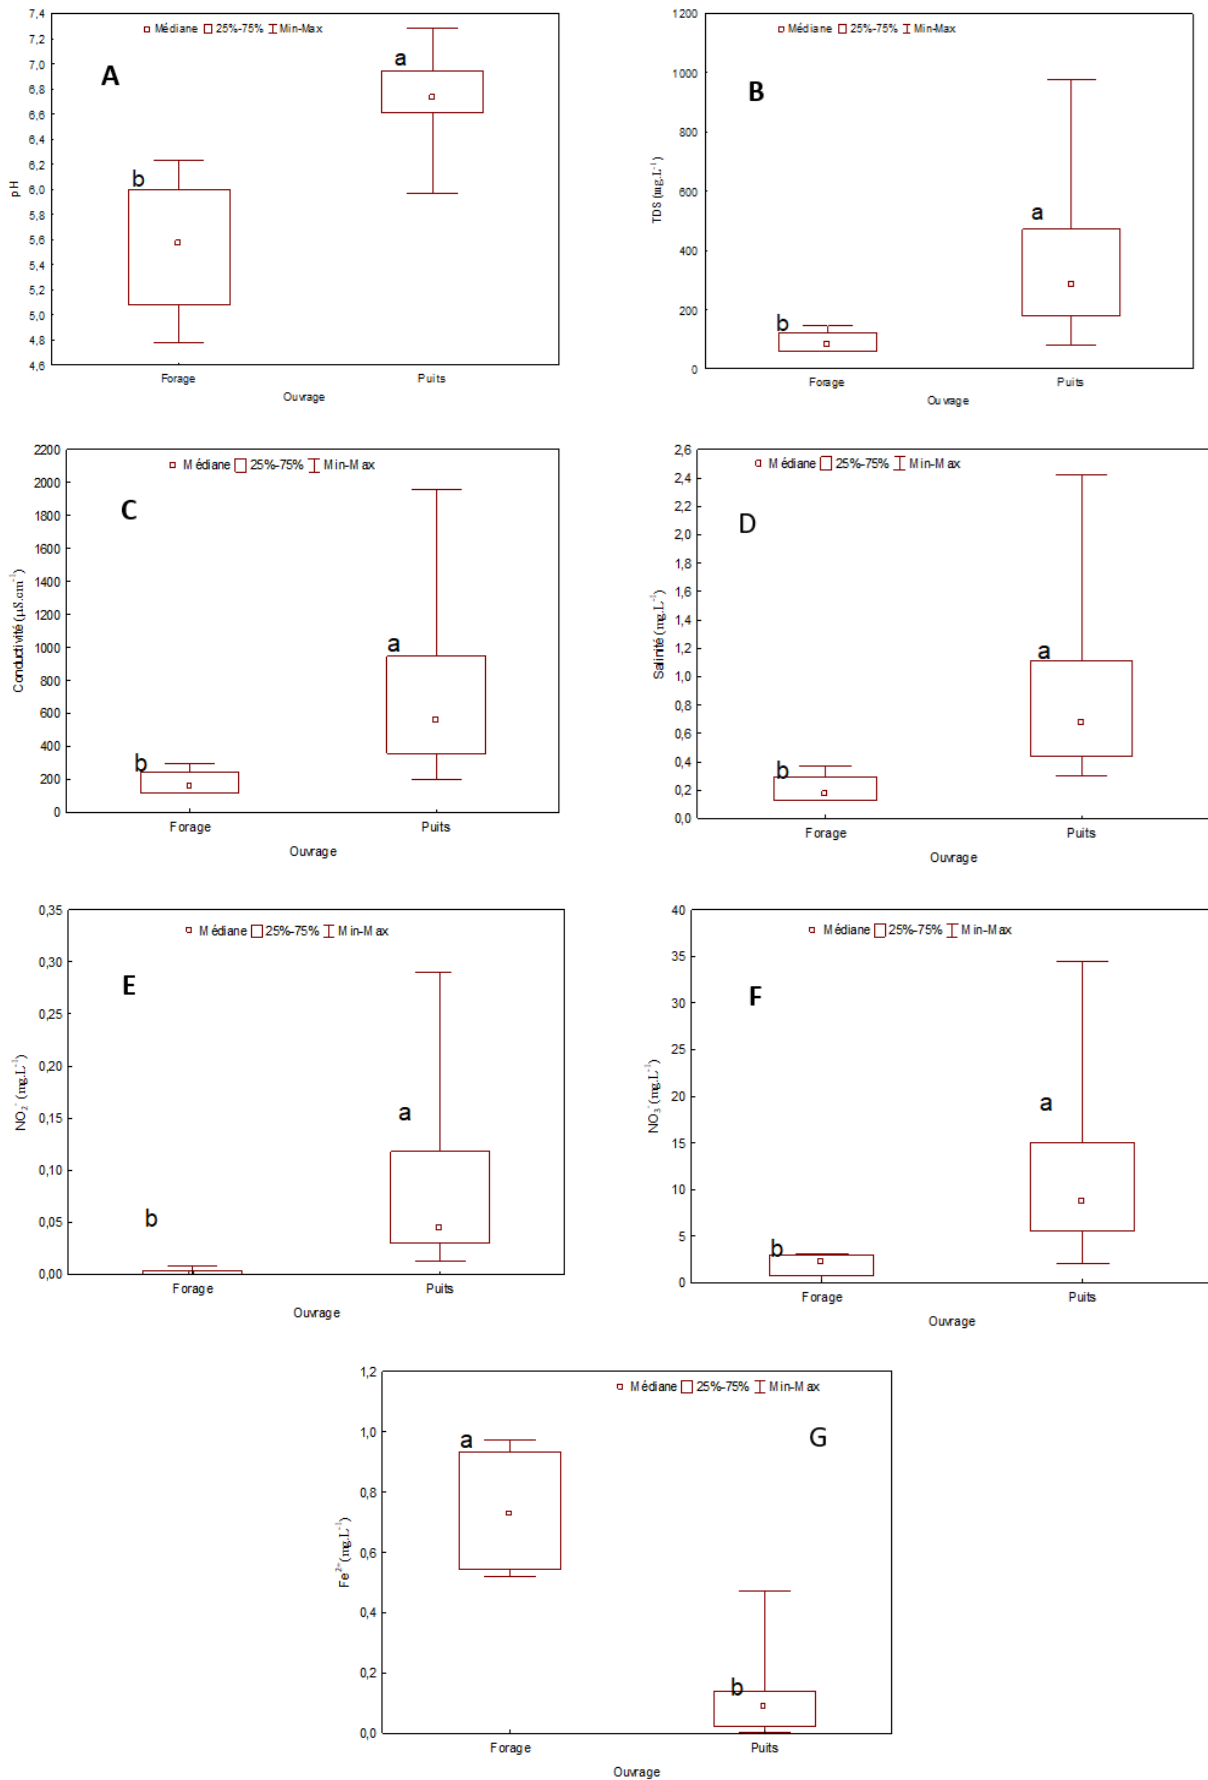 Médiane 25%-75% Min-Max
A
pH
7,4
7,2
7,0
6,8
6,6
6,4
6,2
6,0
5,8
5,6
5,4
5,2
5,0
4,8
4,6
b
a
Forage Puits
Ouvrage
Médiane 25%-75% Min-Max
B
TDS (mg.L⁻¹)
1200
1000
800
600
400
200
0
b
a
Forage Puits
Ouvrage
Médiane 25%-75% Min-Max
C
Conductivité (µS.cm⁻¹)
2200
2000
1800
1600
1400
1200
1000
800
600
400
200
0
b
a
Forage Puits
Ouvrage
Médiane 25%-75% Min-Max
D
Salinité (mg.L⁻¹)
2,6
2,4
2,2
2,0
1,8
1,6
1,4
1,2
1,0
0,8
0,6
0,4
0,2
0,0
b
a
Forage Puits
Ouvrage
Médiane 25%-75% Min-Max
E
NO₂⁻ (mg.L⁻¹)
0,35
0,30
0,25
0,20
0,15
0,10
0,05
0,00
b
a
Forage Puits
Ouvrage
Médiane 25%-75% Min-Max
F
NO₃⁻ (mg.L⁻¹)
40
35
30
25
20
15
10
5
0
b
a
Forage Puits
Ouvrage
Médiane 25%-75% Min-Max
G
Fe²⁺ (mg.L⁻¹)
1,2
1,0
0,8
0,6
0,4
0,2
0,0
a
b
Forage Puits
Ouvrage